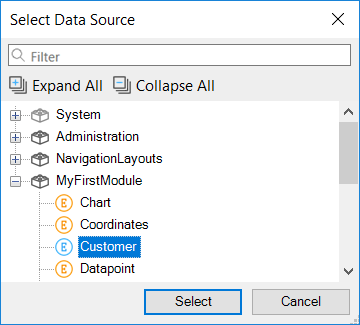 Select Data Source
Filter
Expand All Collapse All
System
Administration
NavigationLayouts
MyFirstModule
E Chart
E Coordinates
E Customer
E Datapoint
Select Cancel